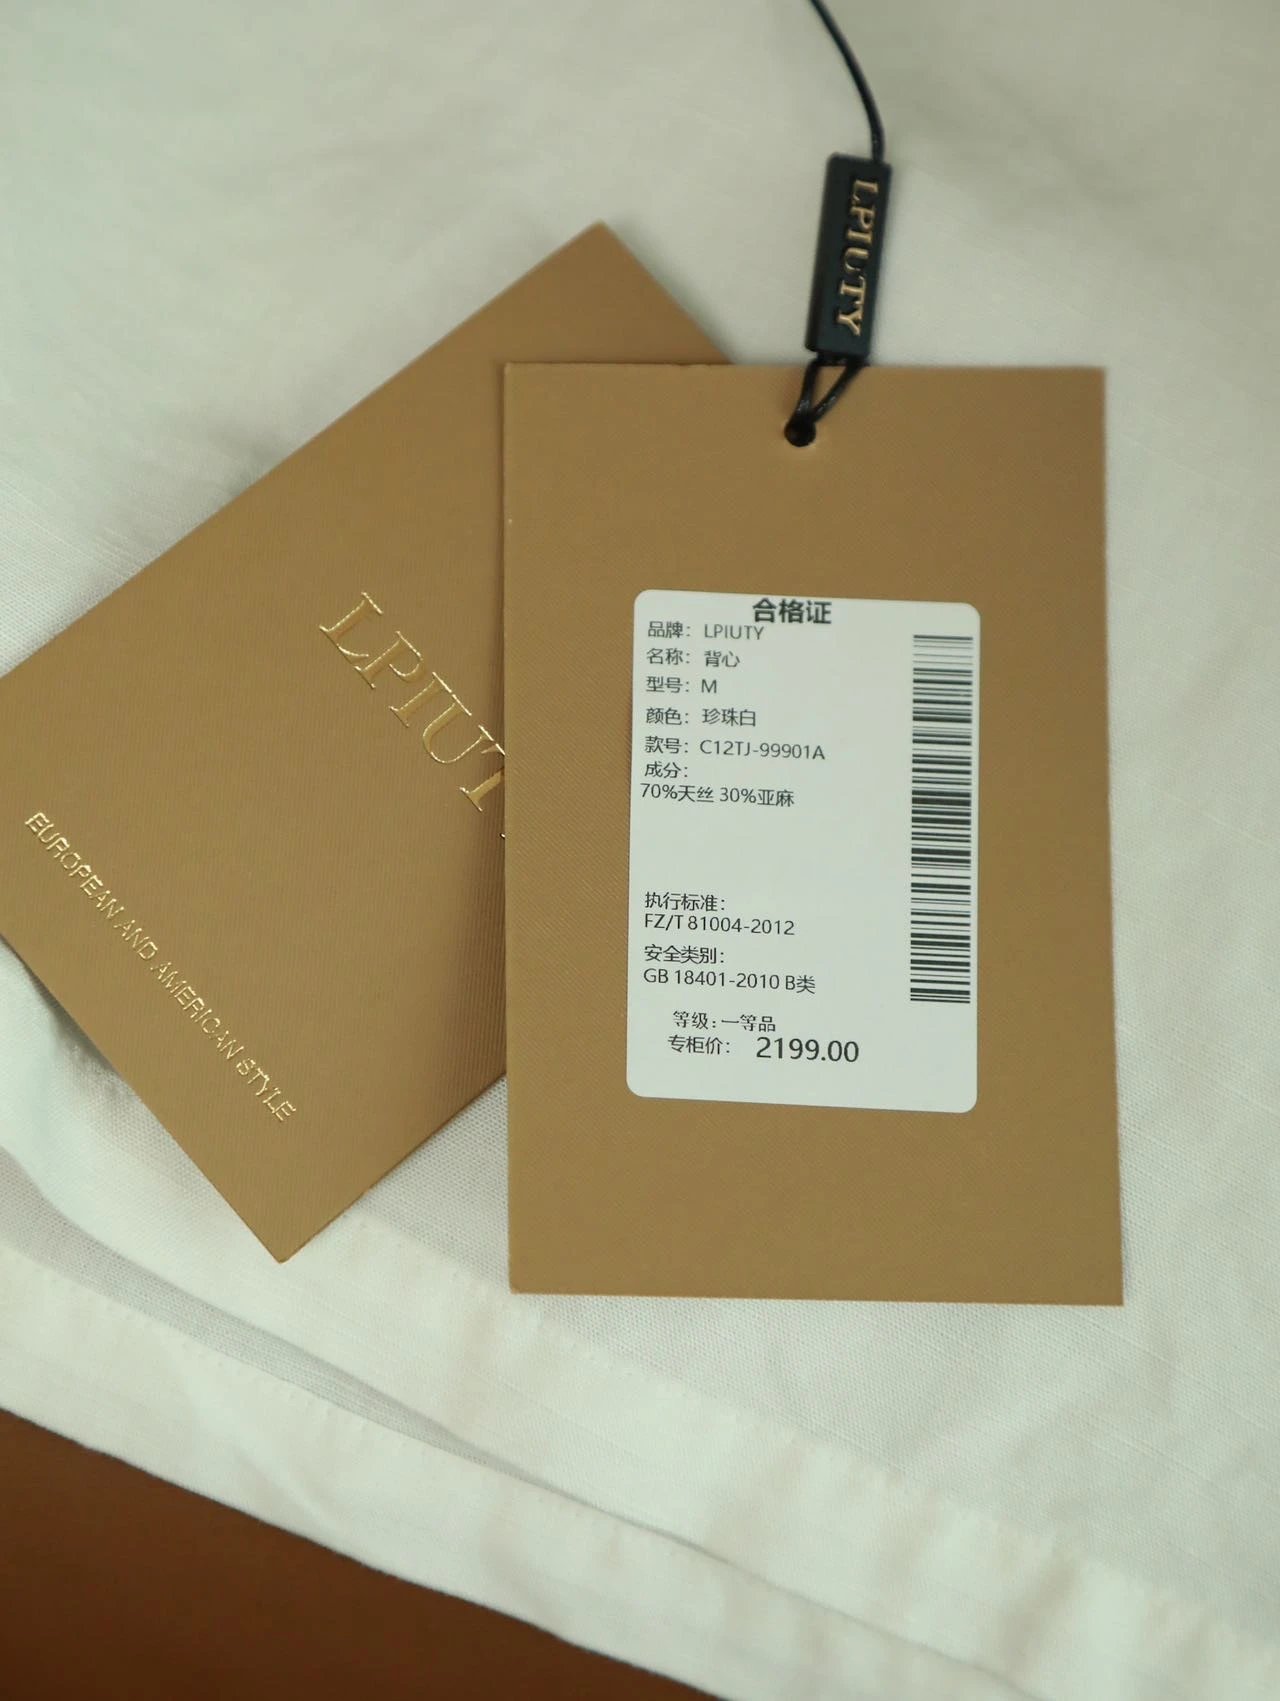 LPIUTY
LPIUT
EUROPEAN AND AMERICAN STYLE
合格证
品牌： LPIUTY
名称： 背心
型号： M
颜色： 珍珠白
款号： C12TJ-99901A
成分：
70%天丝 30%亚麻
执行标准：
FZ/T 81004-2012
安全类别：
GB 18401-2010 B类
等级：一等品
专柜价： 2199.00